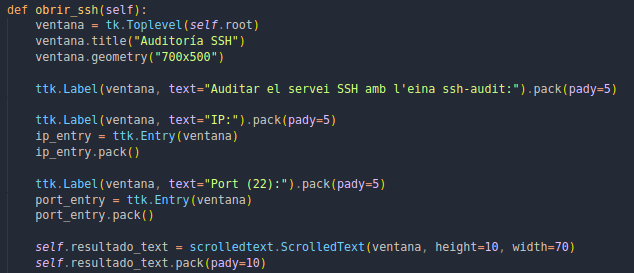 def obrir_ssh(self):
    ventana = tk.Toplevel(self.root)
    ventana.title("Auditoría SSH")
    ventana.geometry("700x500")

    ttk.Label(ventana, text="Auditar el servei SSH amb l'eina ssh-audit:").pack(pady=5)

    ttk.Label(ventana, text="IP:").pack(pady=5)
    ip_entry = ttk.Entry(ventana)
    ip_entry.pack()

    ttk.Label(ventana, text="Port (22):").pack(pady=5)
    port_entry = ttk.Entry(ventana)
    port_entry.pack()

    self.resultado_text = scrolledtext.ScrolledText(ventana, height=10, width=70)
    self.resultado_text.pack(pady=10)